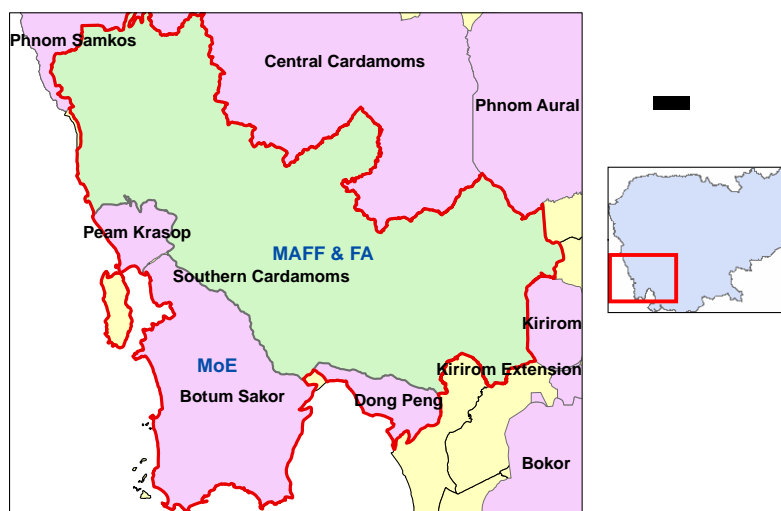 Phnom Samkos
Central Cardamoms
Phnom Aural
Peam Krasop
MAFF & FA
Southern Cardamoms
Kirirom
MoE
Kirirom Extension
Botum Sakor
Dong Peng
Bokor